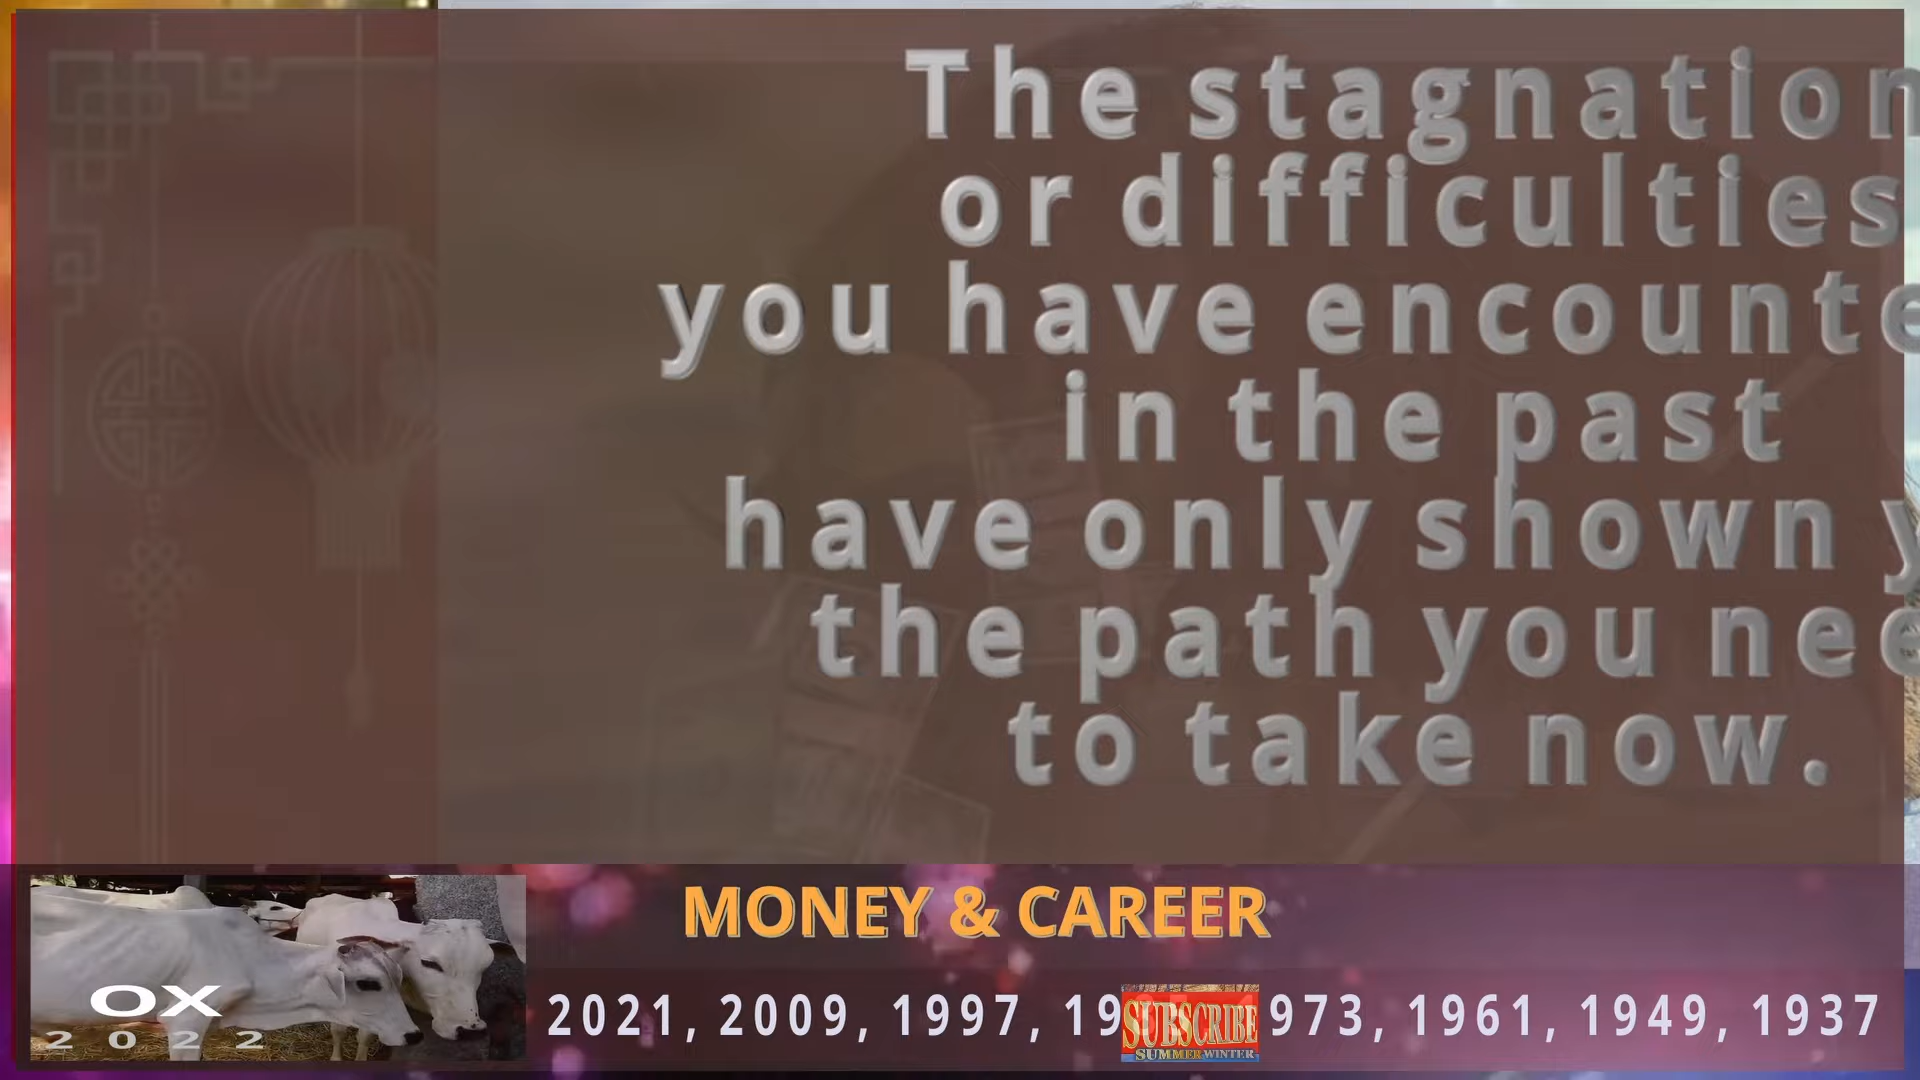 The stagnation
or difficulties
you have encounte
in the past
have only shown y
the path you nee
to take now.
MONEY & CAREER
OX
2022
2021, 2009, 1997, 19 973, 1961, 1949, 1937
SUBSCRIBE
SUMMER WINTER